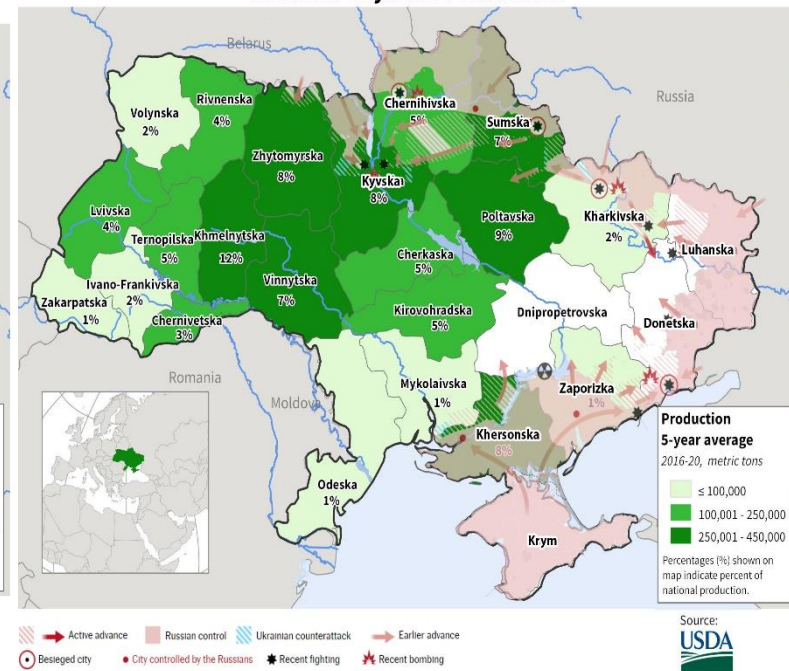 Belarus
Russia
Volynska
2%
Rivnenska
4%
Zhytomyrska
8%
Chernihivska
5%
Sumska
7%
Kyvska
8%
Lvivska
4%
Ternopilska
5%
Khmelnytska
12%
Vinnytska
7%
Cherkaska
5%
Poltavska
9%
Kharkivska
2%
Luhanska
Ivano-Frankivska
2%
Zakarpatska
1%
Chernivetska
3%
Kirovohradska
5%
Dnipropetrovska
Donetska
Romania
Moldova
Mykolaivska
1%
Zaporizka
1%
Khersonska
8%
Odeska
1%
Krym
Production
5-year average
2016-20, metric tons
≤ 100,000
100,001 - 250,000
250,001 - 450,000
Percentages (%) shown on
map indicate percent of
national production.
Active advance
Russian control
Ukrainian counterattack
Earlier advance
Besieged city
City controlled by the Russians
Recent fighting
Recent bombing
Source:
USDA